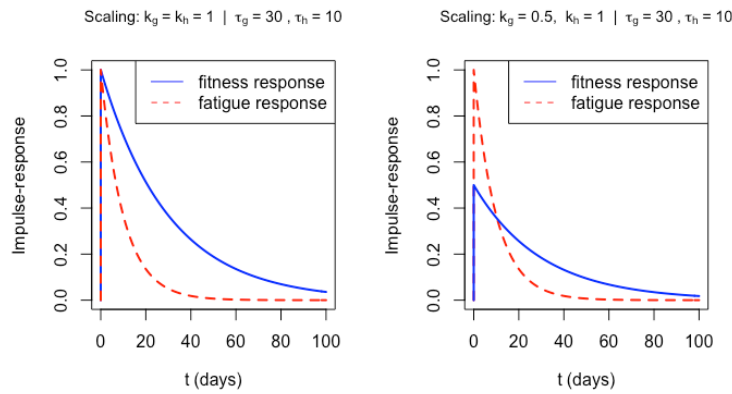 Scaling: kg = kh = 1 | τg = 30 , τh = 10
fitness response
fatigue response
Impulse-response
1.0
0.8
0.6
0.4
0.2
0.0
0 20 40 60 80 100
t (days)
Scaling: kg = 0.5, kh = 1 | τg = 30 , τh = 10
fitness response
fatigue response
Impulse-response
1.0
0.8
0.6
0.4
0.2
0.0
0 20 40 60 80 100
t (days)